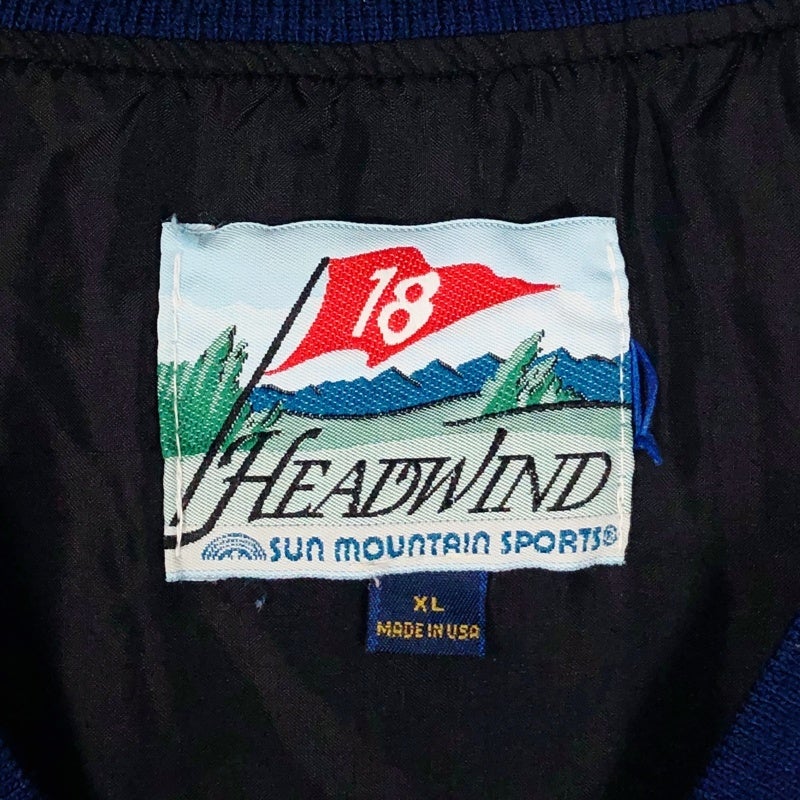 18
HEADWIND
SUN MOUNTAIN SPORTS®
XL
MADE IN USA